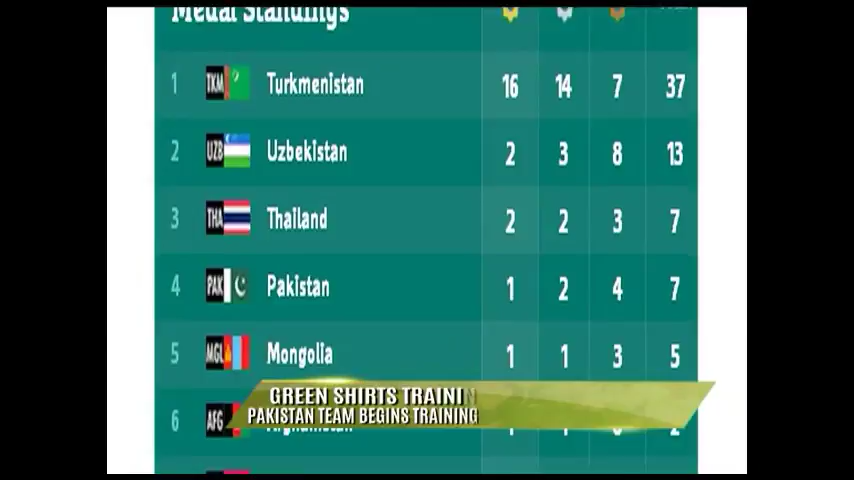 Medal Standings
1 TKM Turkmenistan 16 14 7 37
2 UZB Uzbekistan 2 3 8 13
3 THA Thailand 2 2 3 7
4 PAK Pakistan 1 2 4 7
5 MGL Mongolia 1 1 3 5
GREEN SHIRTS TRAININ
PAKISTAN TEAM BEGINS TRAINING
6 AFG